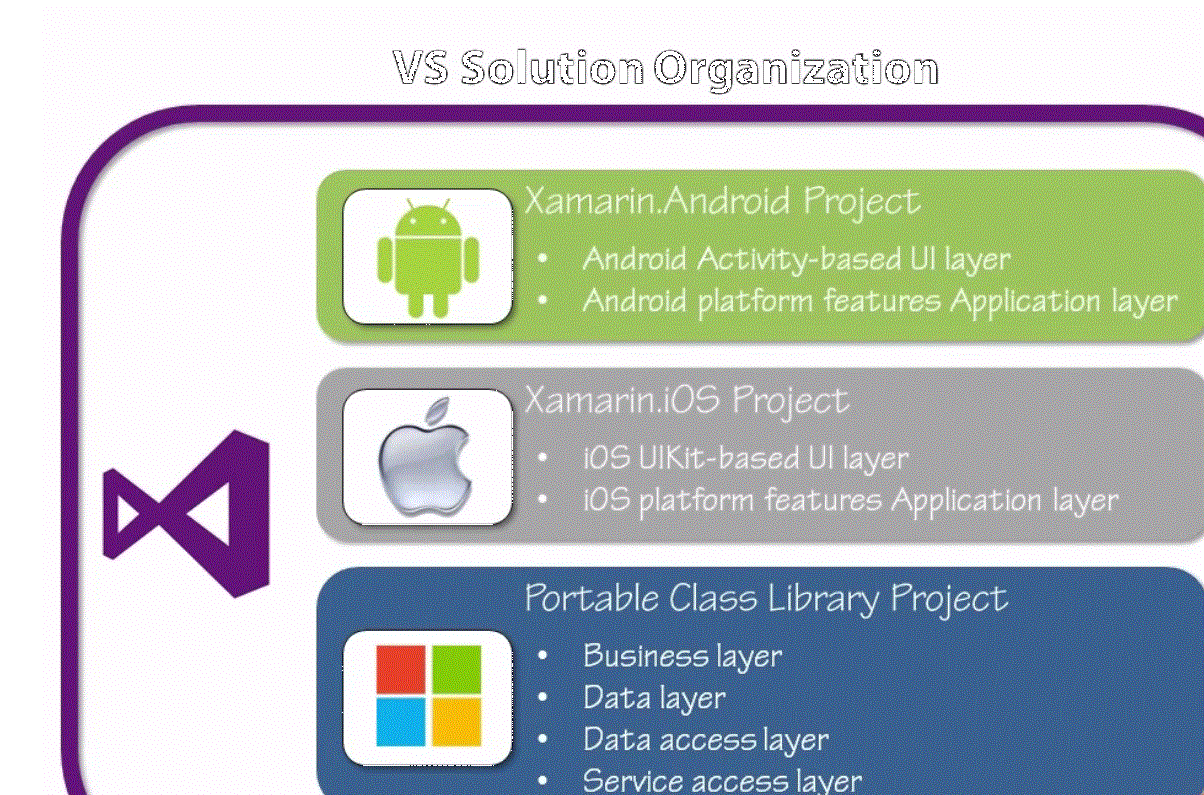 VS Solution Organization
Xamarin.Android Project
• Android Activity-based UI layer
• Android platform features Application layer
Xamarin.iOS Project
• iOS UIKit-based UI layer
• iOS platform features Application layer
Portable Class Library Project
• Business layer
• Data layer
• Data access layer
• Service access layer